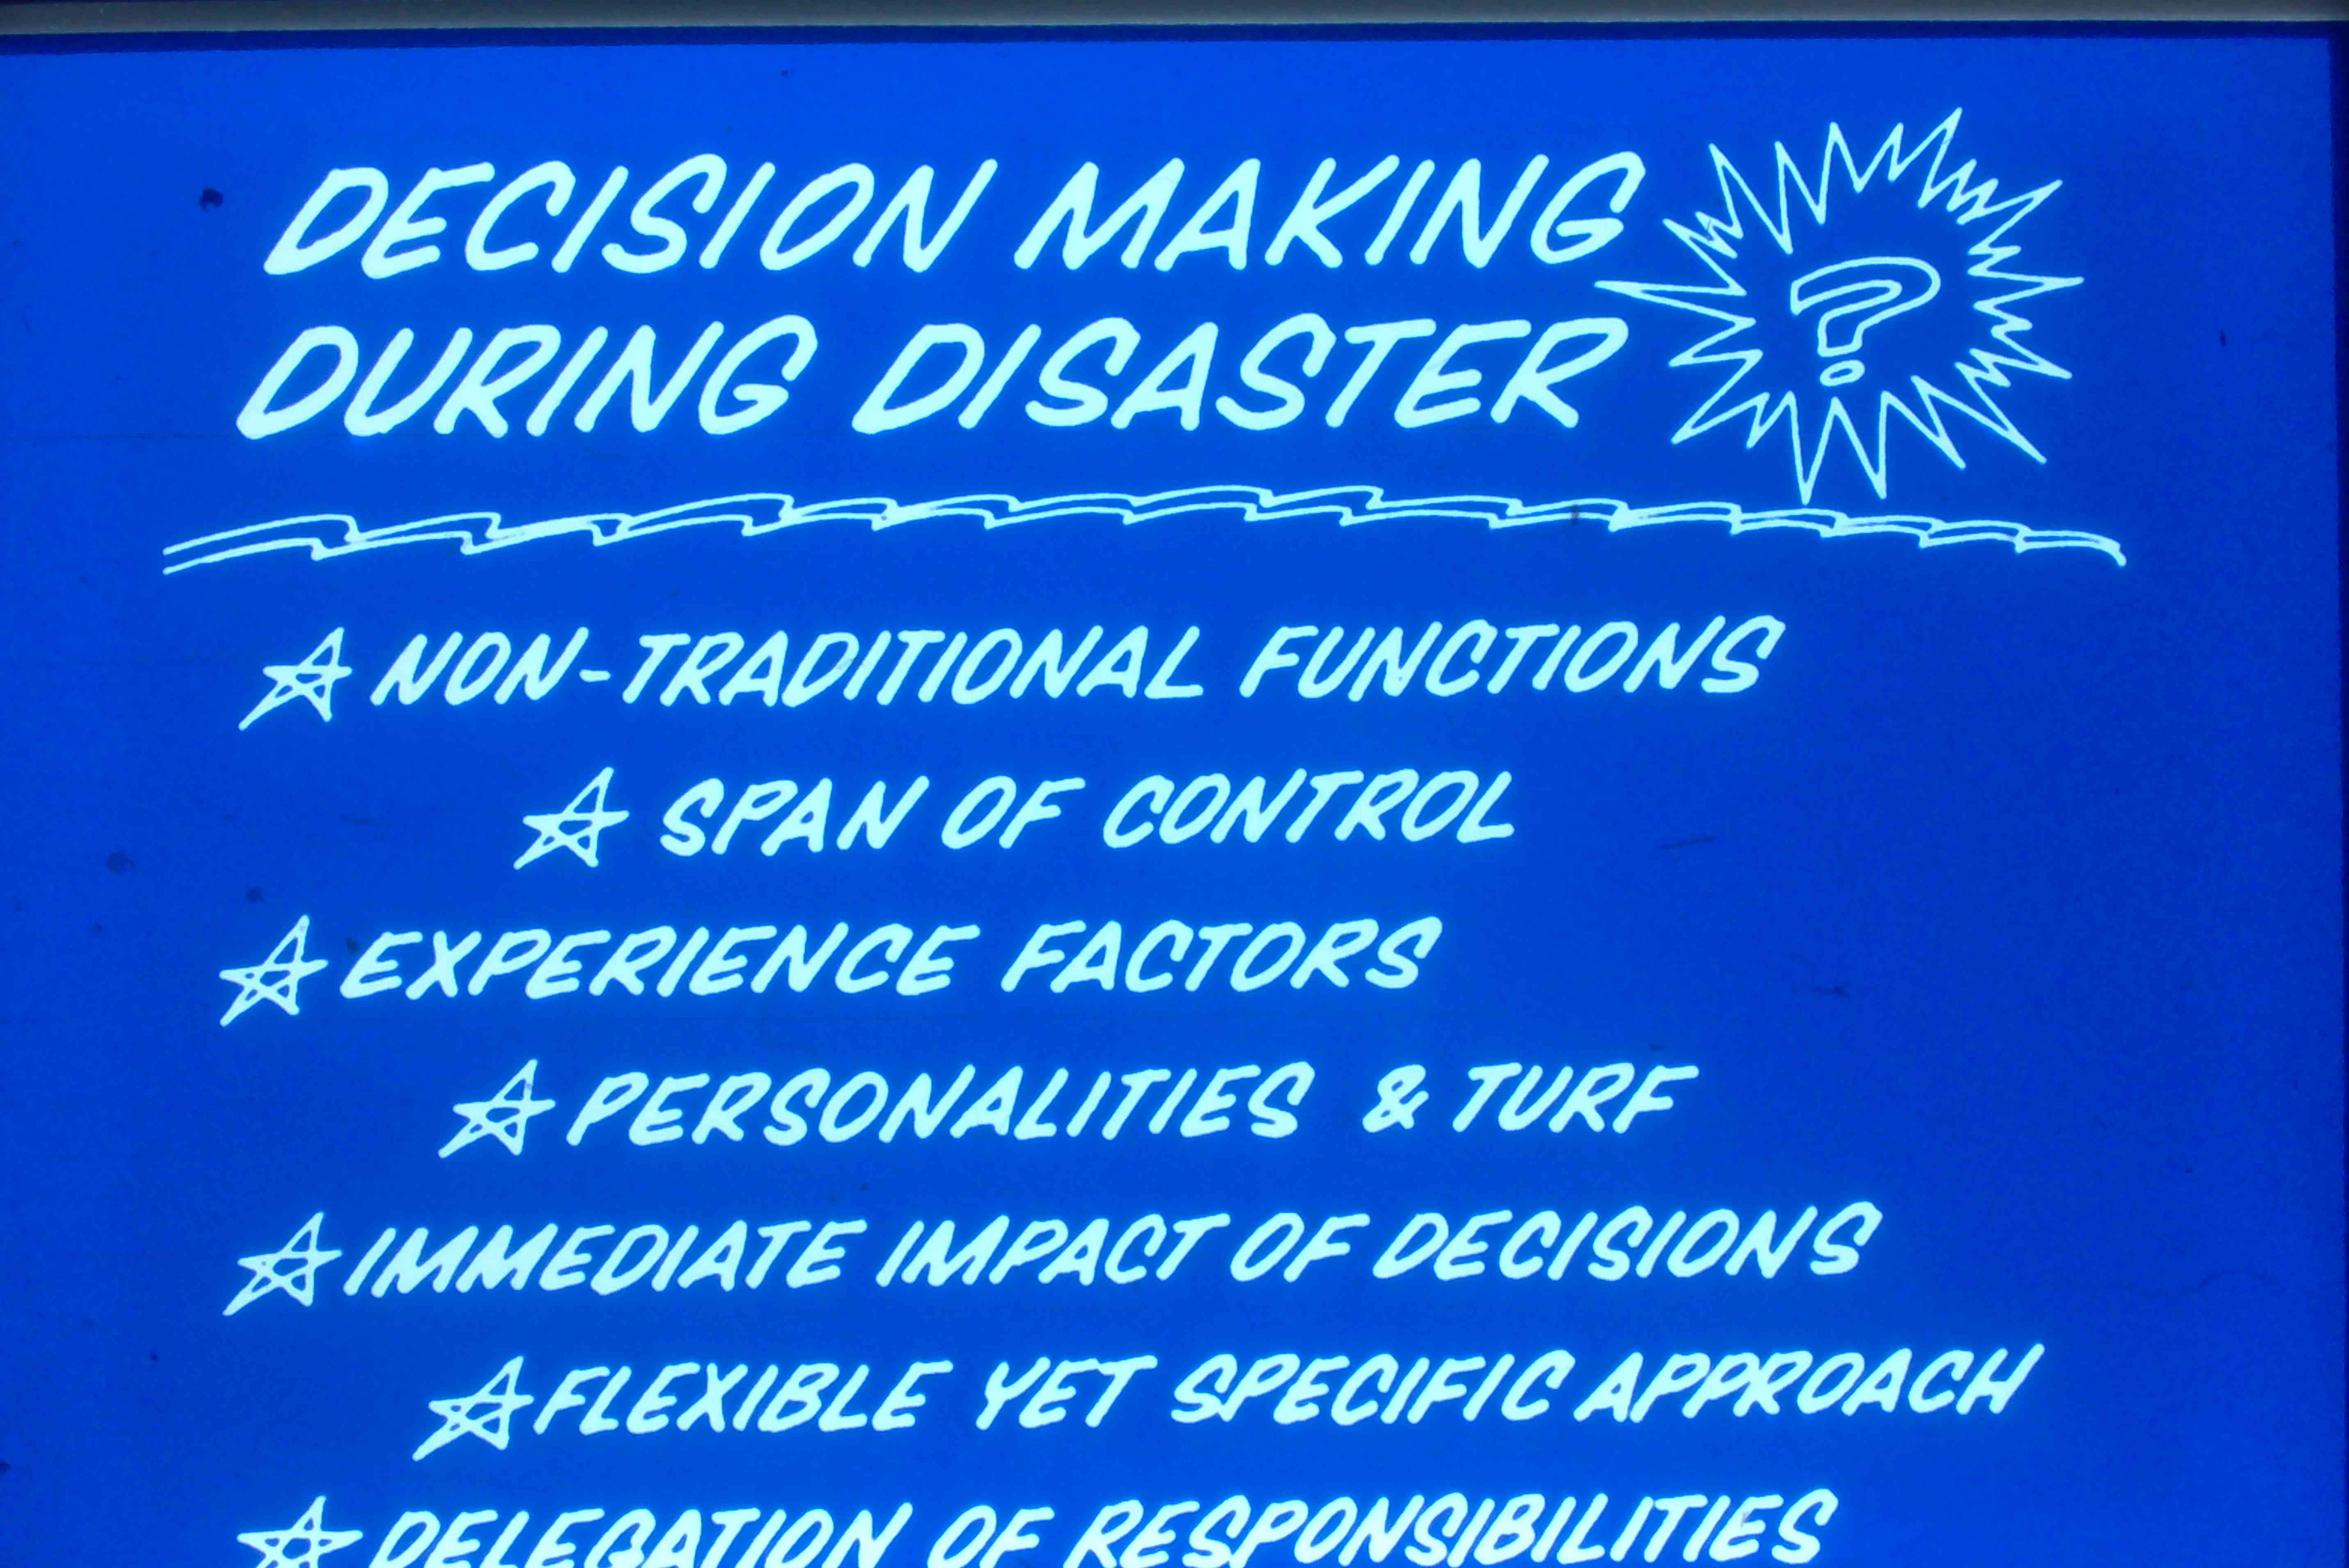 DECISION MAKING
DURING DISASTER
?
NON-TRADITIONAL FUNCTIONS
SPAN OF CONTROL
EXPERIENCE FACTORS
PERSONALITIES & TURF
IMMEDIATE IMPACT OF DECISIONS
FLEXIBLE YET SPECIFIC APPROACH
DELEGATION OF RESPONSIBILITIES